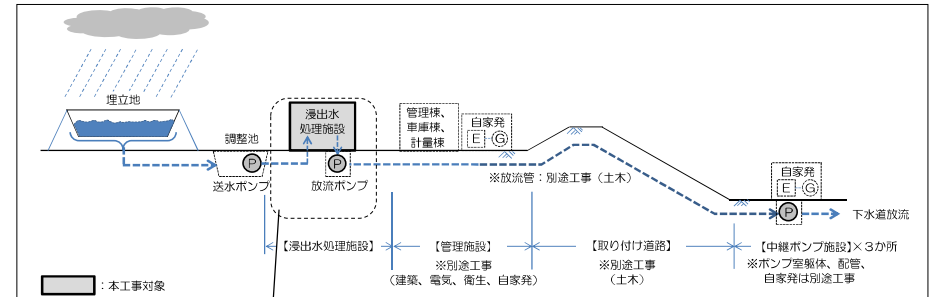 埋立地
調整池
P
送水ポンプ
浸出水
処理施設
P
放流ポンプ
管理棟、
車庫棟、
計量棟
自家発
E G
※放流管：別途工事（土木）
自家発
E G
P
下水道放流
【浸出水処理施設】
【管理施設】
※別途工事
（建築、電気、衛生、自家発）
【取り付け道路】
※別途工事
（土木）
【中継ポンプ施設】×３か所
※ポンプ室躯体、配管、
自家発は別途工事
：本工事対象